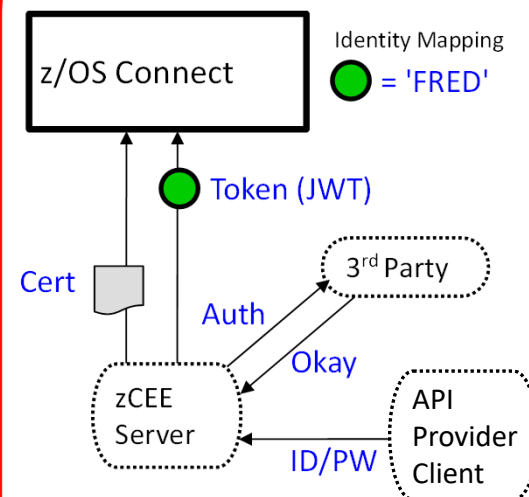 Identity Mapping
z/OS Connect
= 'FRED'
Token (JWT)
Cert
3rd Party
Auth
Okay
zCEE
Server
API
Provider
Client
ID/PW